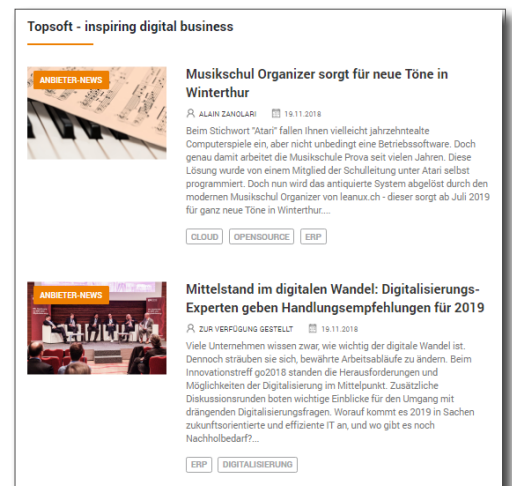 Topsoft - inspiring digital business
ANBIETER-NEWS
Musikschul Organizer sorgt für neue Töne in
Winterthur
ALAIN ZANOLARI 19.11.2018
Beim Stichwort "Atari" fallen Ihnen vielleicht jahrzehntealte
Computerspiele ein, aber nicht unbedingt eine Betriebssoftware. Doch
genau damit arbeitet die Musikschule Prova seit vielen Jahren. Diese
Lösung wurde von einem Mitglied der Schulleitung unter Atari selbst
programmiert. Doch nun wird das antiquierte System abgelöst durch den
modernen Musikschul Organizer von leanux.ch - dieser sorgt ab Juli 2019
für ganz neue Töne in Winterthur....
CLOUD OPENSOURCE ERP
ANBIETER-NEWS
Mittelstand im digitalen Wandel: Digitalisierungs-
Experten geben Handlungsempfehlungen für 2019
ZUR VERFÜGUNG GESTELLT 19.11.2018
Viele Unternehmen wissen zwar, wie wichtig der digitale Wandel ist.
Dennoch sträuben sie sich, bewährte Arbeitsabläufe zu ändern. Beim
Innovationstreff go2018 standen die Herausforderungen und
Möglichkeiten der Digitalisierung im Mittelpunkt. Zusätzliche
Diskussionsrunden boten wichtige Einblicke für den Umgang mit
drängenden Digitalisierungsfragen. Worauf kommt es 2019 in Sachen
zukunftsorientierte und effiziente IT an, und wo gibt es noch
Nachholbedarf?...
ERP DIGITALISIERUNG